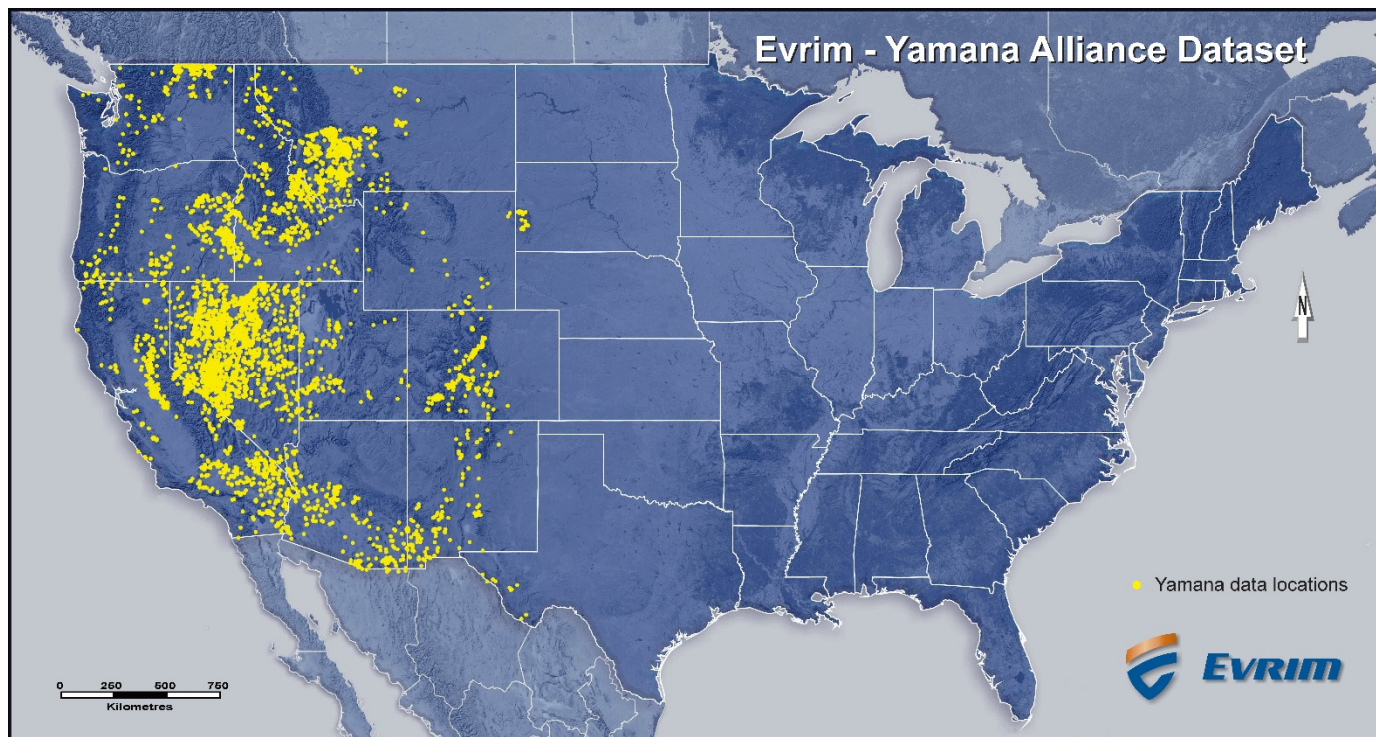 Evrim - Yamana Alliance Dataset
N
Yamana data locations
EVRIM
0 250 500 750
Kilometres